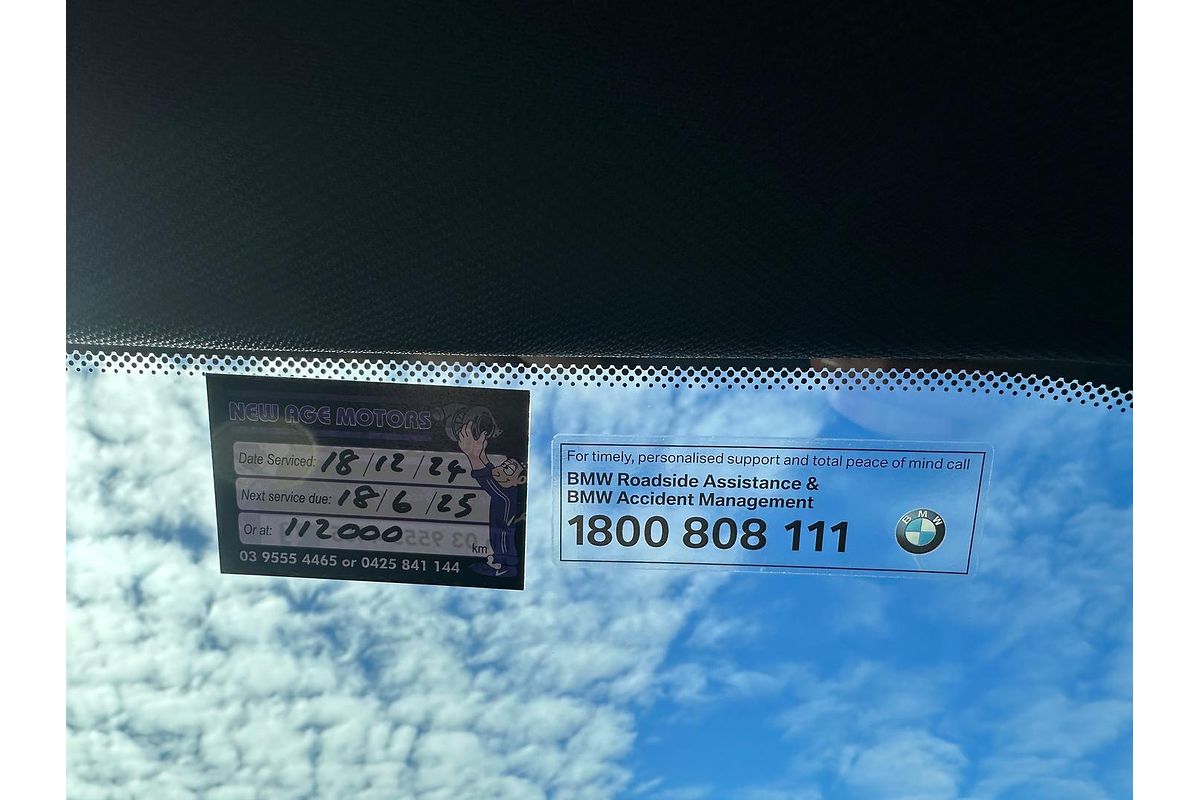 NEW AGE MOTORS
Date Serviced: 18/12/24
Next service due: 18/6/25
Or at: 112000 km
03 9555 4465 or 0425 841 144
For timely, personalised support and total peace of mind call
BMW Roadside Assistance &
BMW Accident Management
1800 808 111
BMW